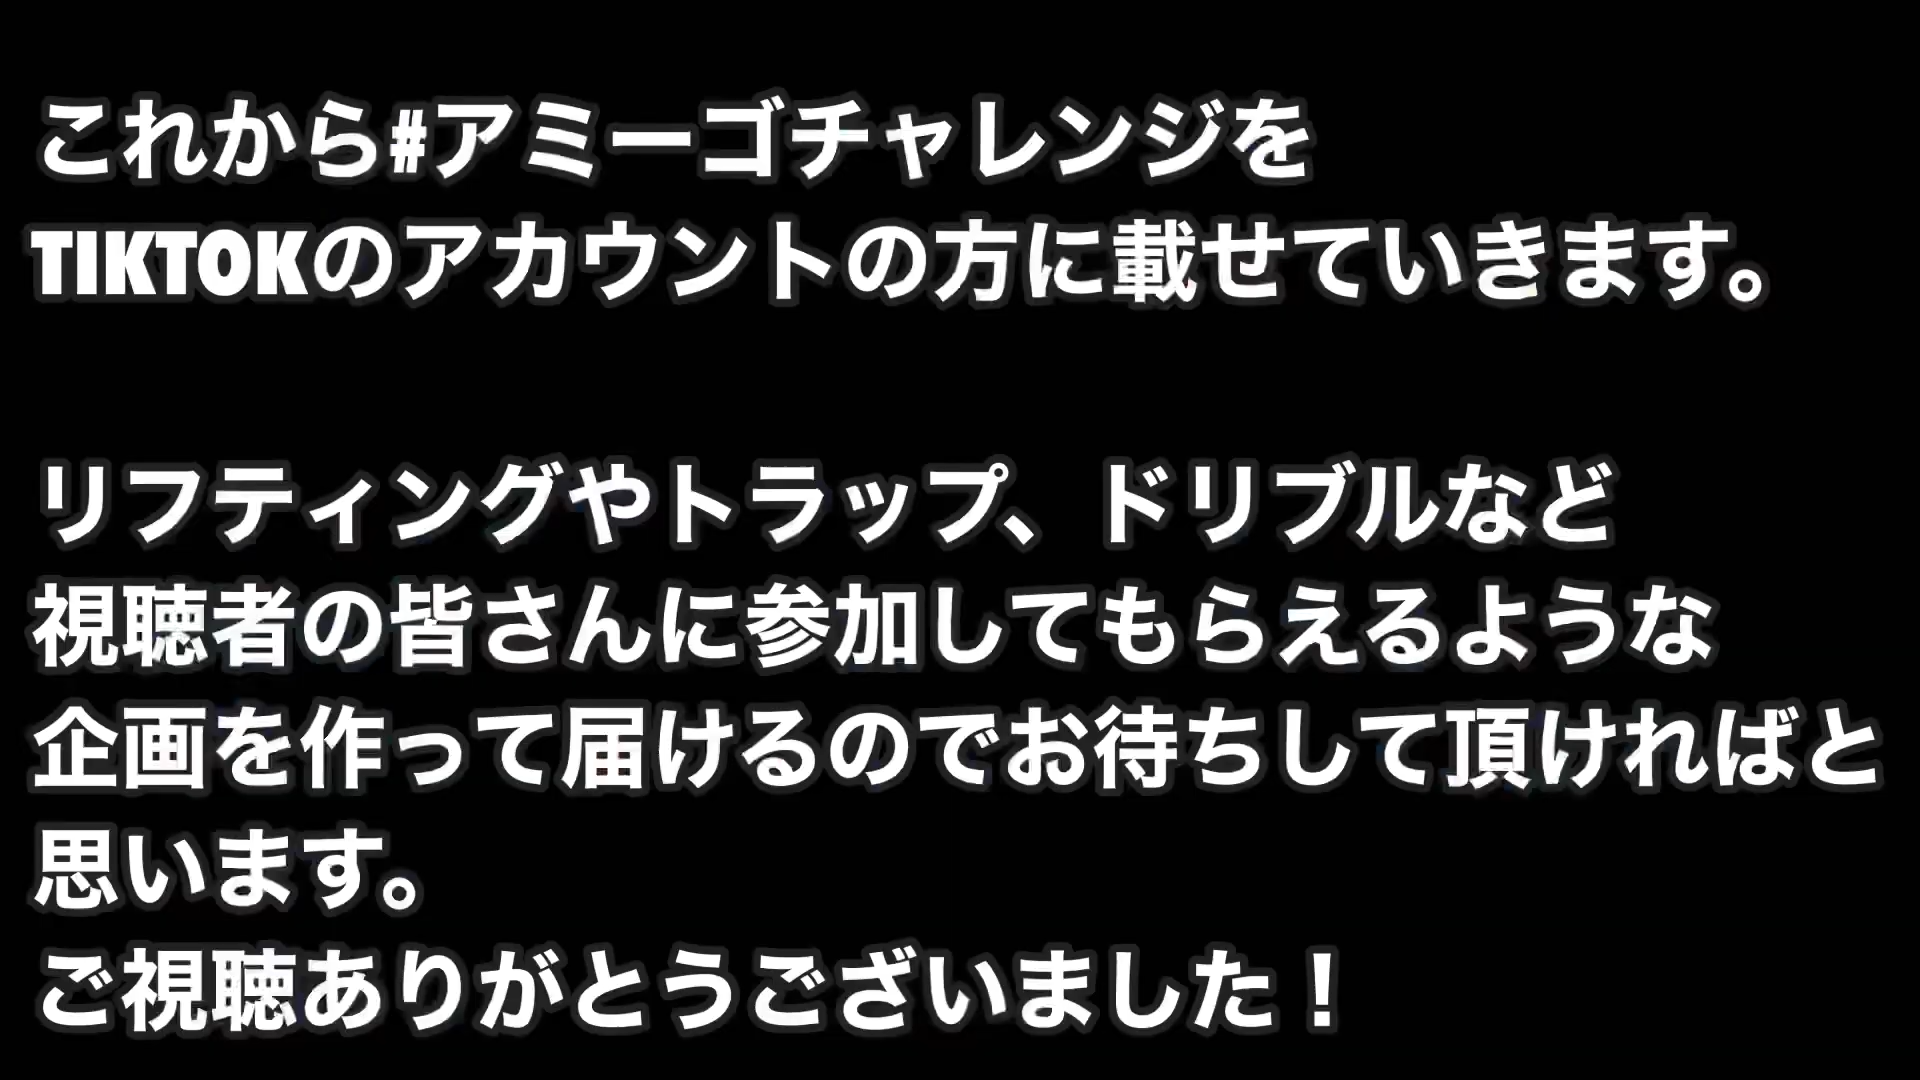 これから#アミーゴチャレンジを
TIKTOKのアカウントの方に載せていきます。
リフティングやトラップ、ドリブルなど
視聴者の皆さんに参加してもらえるような
企画を作って届けるのでお待ちして頂ければと
思います。
ご視聴ありがとうございました！